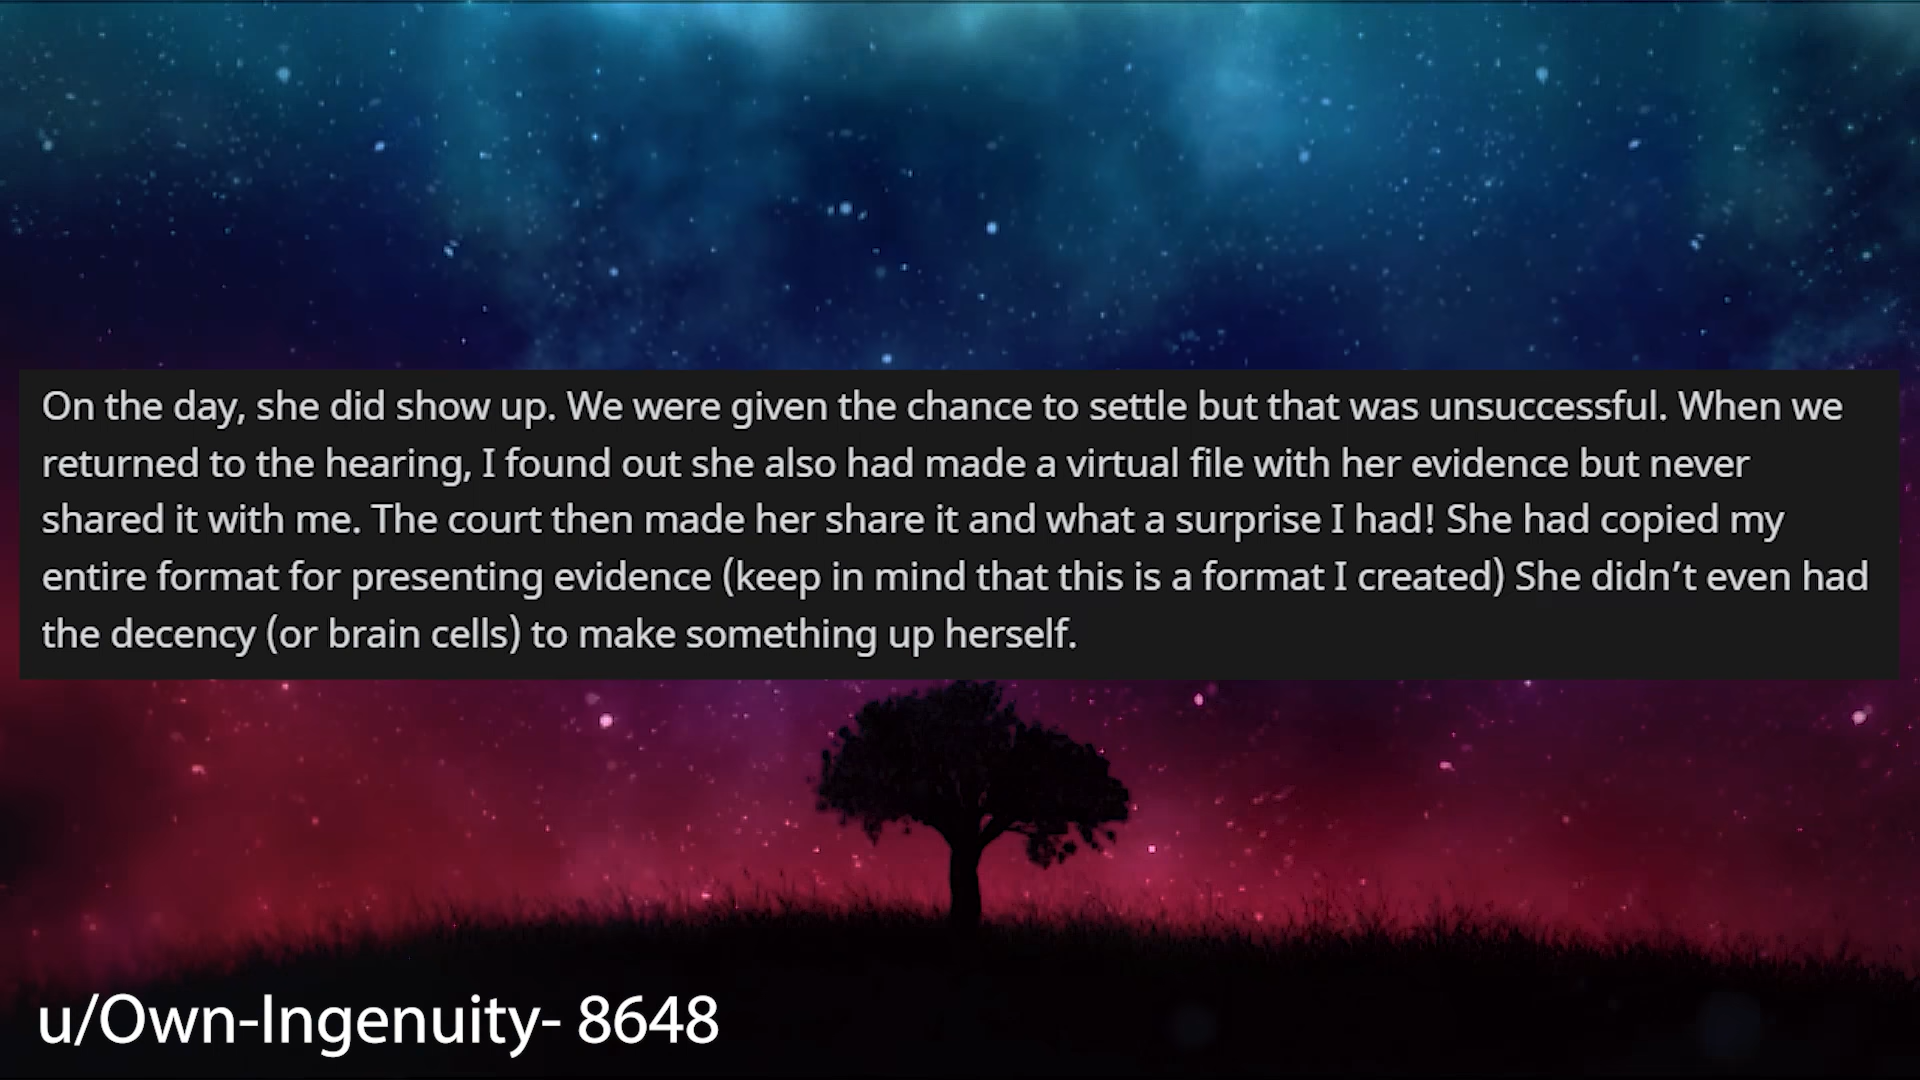 On the day, she did show up. We were given the chance to settle but that was unsuccessful. When we
returned to the hearing, I found out she also had made a virtual file with her evidence but never
shared it with me. The court then made her share it and what a surprise I had! She had copied my
entire format for presenting evidence (keep in mind that this is a format I created) She didn’t even had
the decency (or brain cells) to make something up herself.
u/Own-Ingenuity- 8648